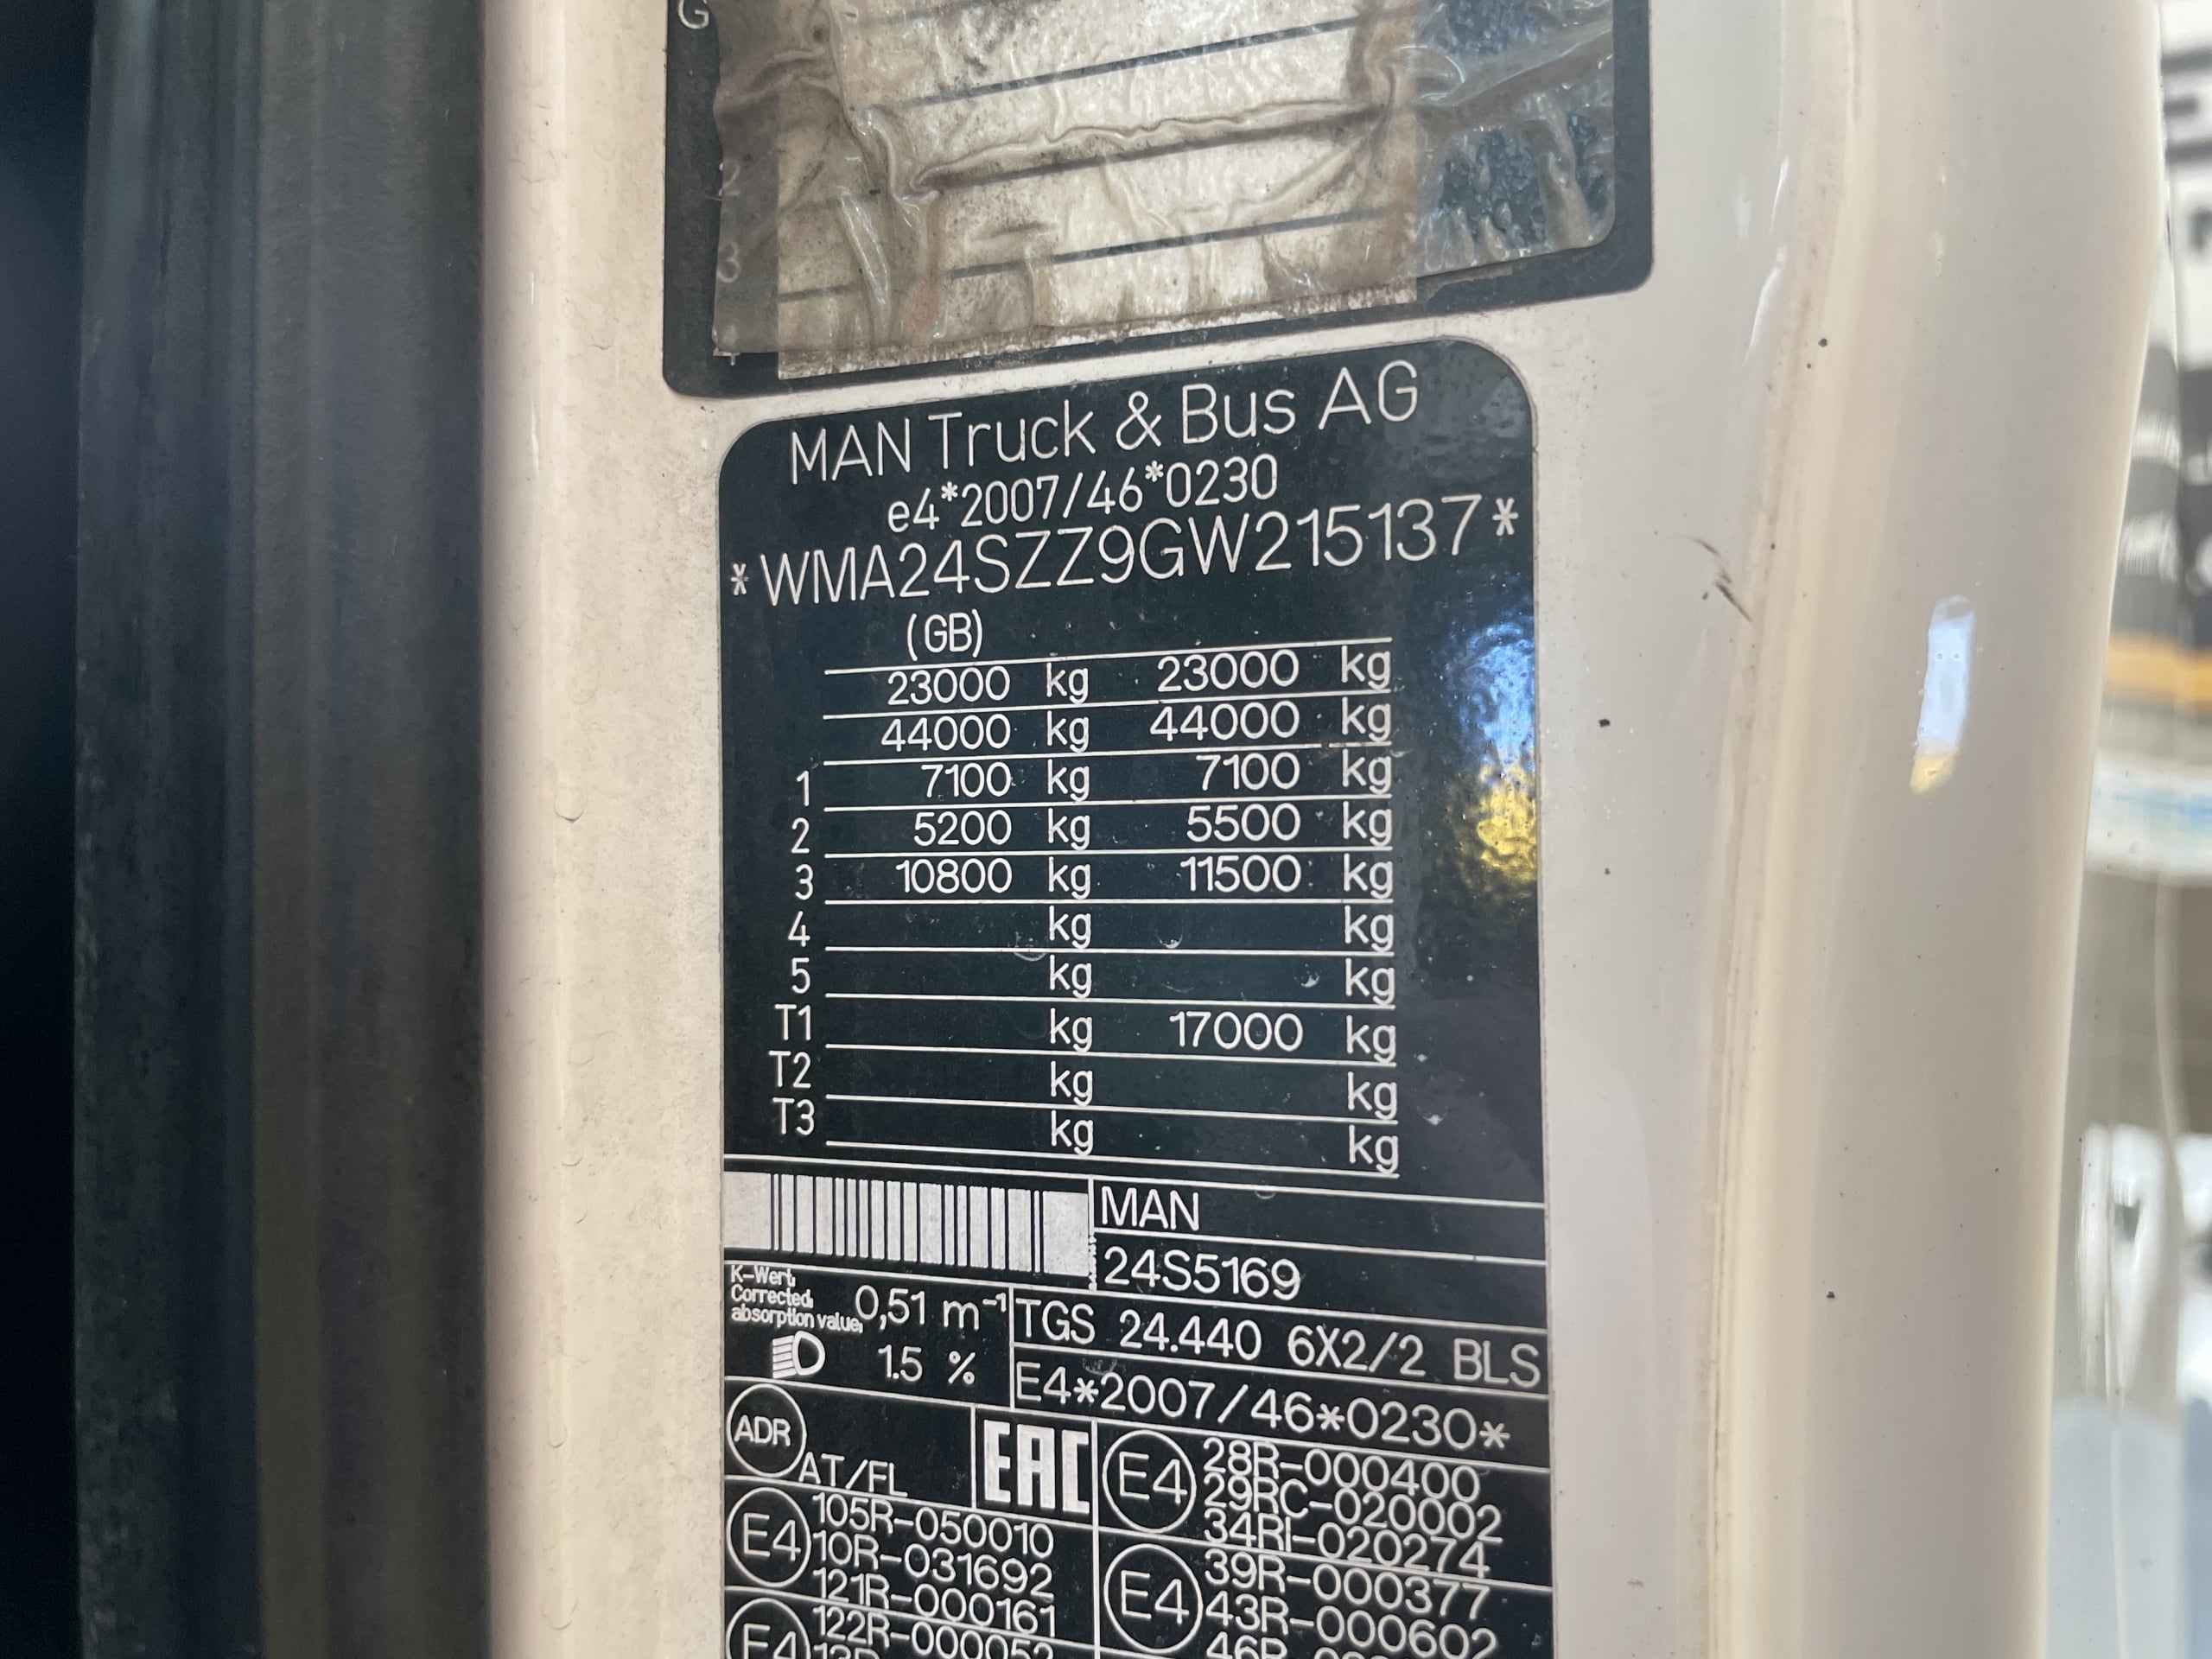 G
2
3
MAN Truck & Bus AG
e4*2007/46*0230
*WMA24SZZ9GW215137*
(GB)
23000 kg 23000 kg
44000 kg 44000 kg
1 7100 kg 7100 kg
2 5200 kg 5500 kg
3 10800 kg 11500 kg
4 kg kg
5 kg kg
T1 kg 17000 kg
T2 kg kg
T3 kg kg
MAN
24S5169
K-Wert,
Corrected,
absorption value,
0,51 m⁻¹
1.5 %
TGS 24.440 6X2/2 BLS
E4*2007/46*0230*
ADR
AT/FL
EAC
E4
28R-000400
29RC-020002
34RI-020274
E4
105R-050010
10R-031692
121R-000161
E4
39R-000377
43R-000602
E4
122R-000052